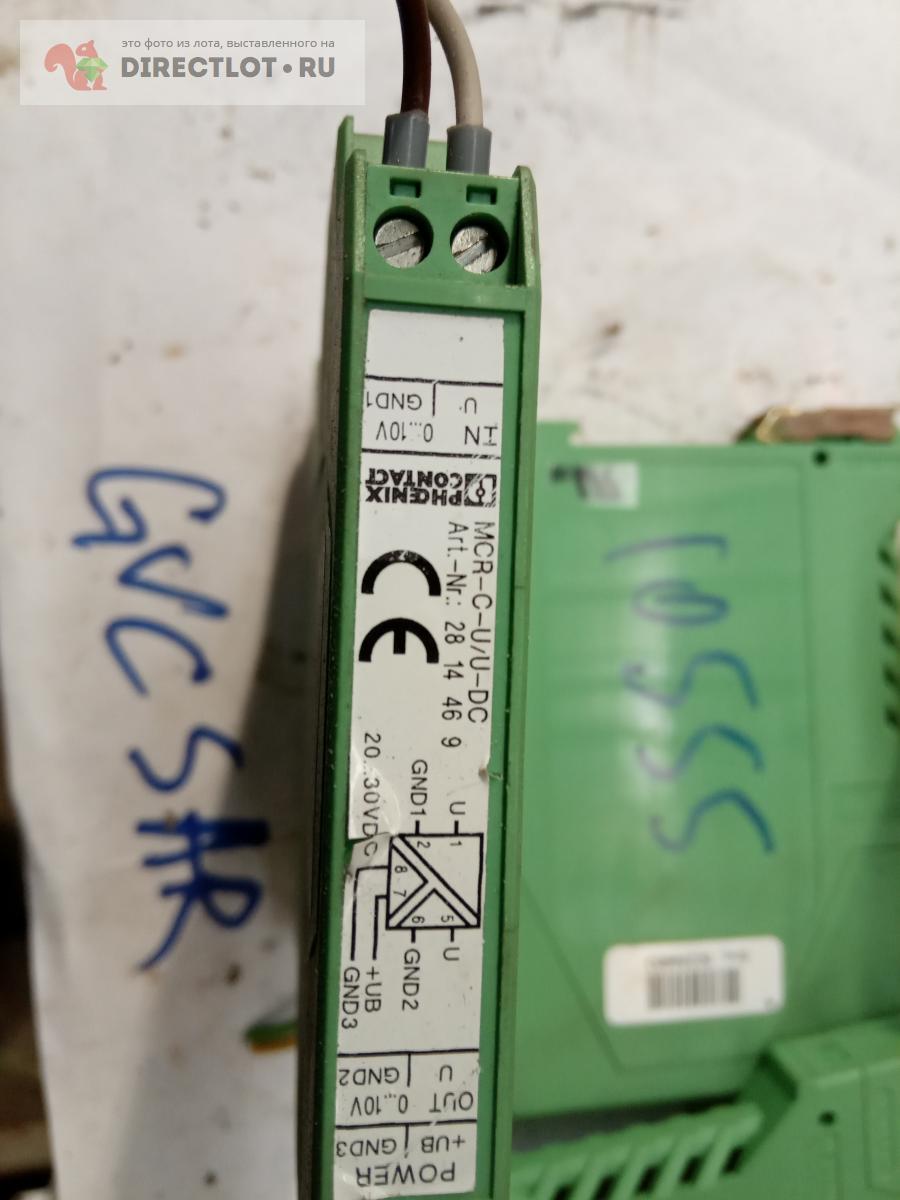 это фото из лота, выставленного на
DIRECTLOT.RU
U GND1
IN 0...10V
PHŒNIX
CONTACT
MCR-C-U/U-DC
Art.-Nr.: 28 14 46 9
CE
20...30VDC
GND1 U
2 1
8 7 6 5
U
GND2
+UB
GND3
U GND2
OUT 0...10V
+UB GND3
POWER
GVC SHR
10555